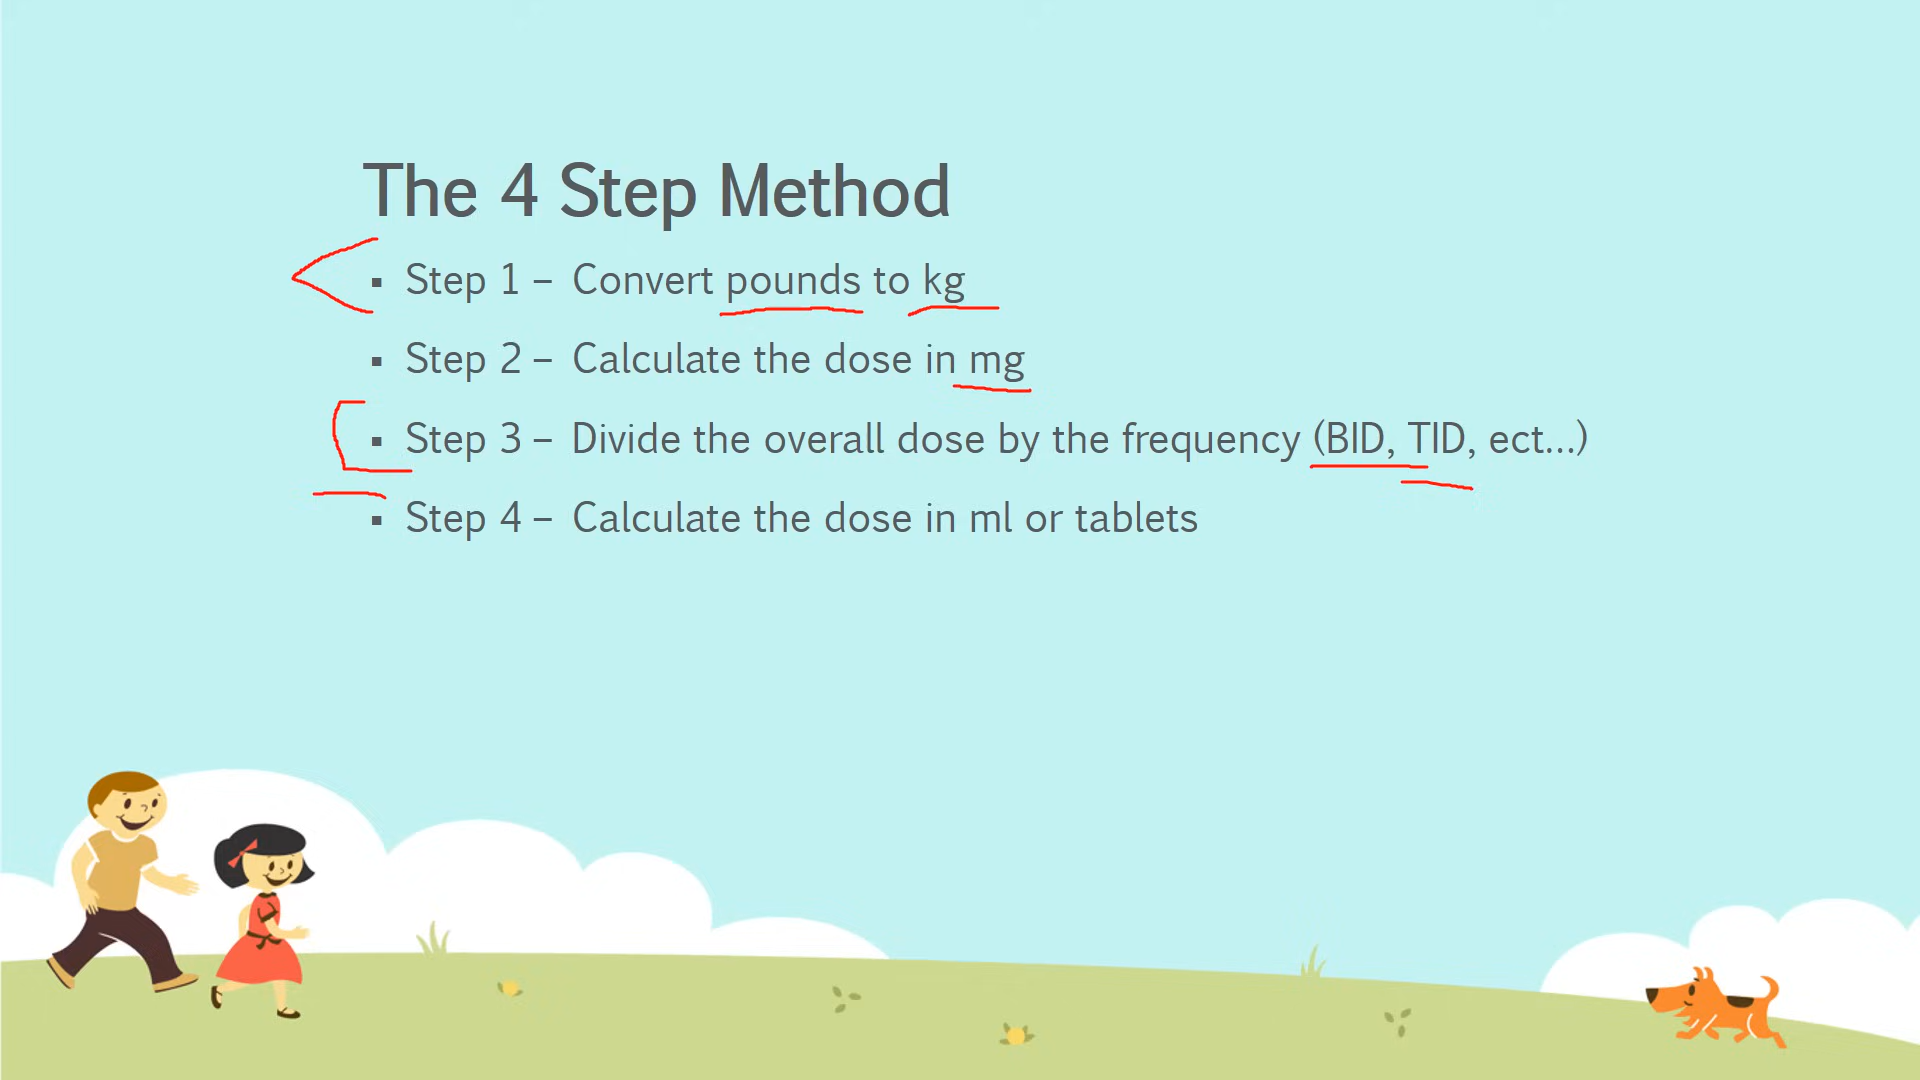 The 4 Step Method
▪ Step 1 – Convert pounds to kg
▪ Step 2 – Calculate the dose in mg
▪ Step 3 – Divide the overall dose by the frequency (BID, TID, ect...)
▪ Step 4 – Calculate the dose in ml or tablets